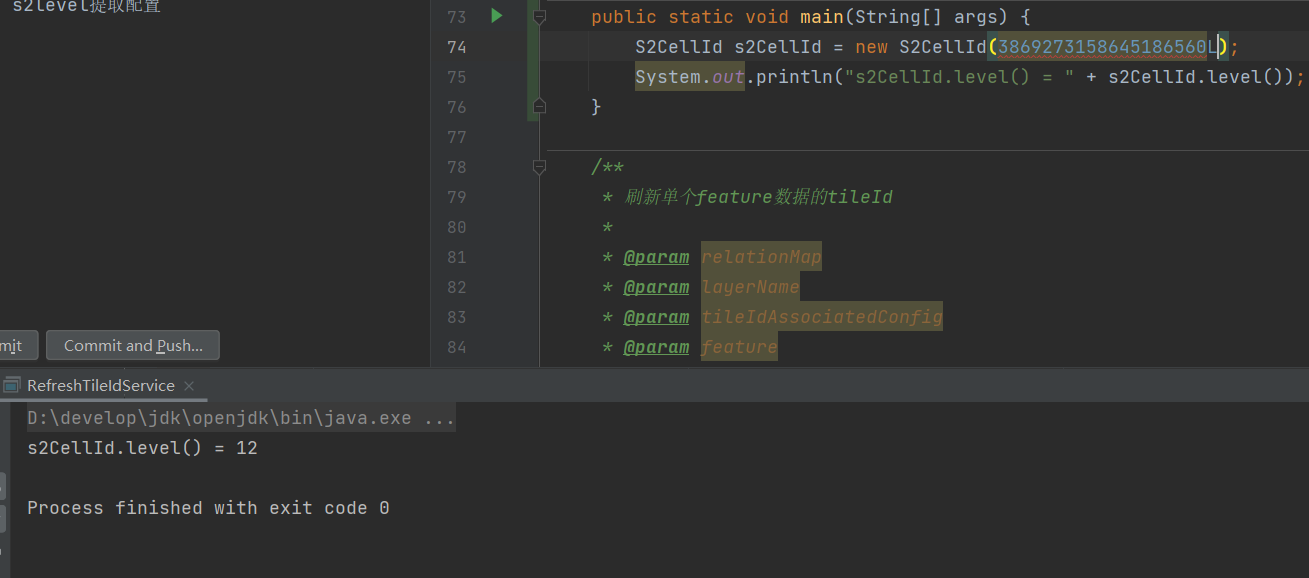 s2level提取配置
73 public static void main(String[] args) {
74 S2CellId s2CellId = new S2CellId(3869273158645186560L);
75 System.out.println("s2CellId.level() = " + s2CellId.level());
76 }
77
78 /**
79 * 刷新单个feature数据的tileId
80 *
81 * @param relationMap
82 * @param layerName
83 * @param tileIdAssociatedConfig
84 * @param feature
mit Commit and Push...
RefreshTileIdService
D:\develop\jdk\openjdk\bin\java.exe ...
s2CellId.level() = 12
Process finished with exit code 0